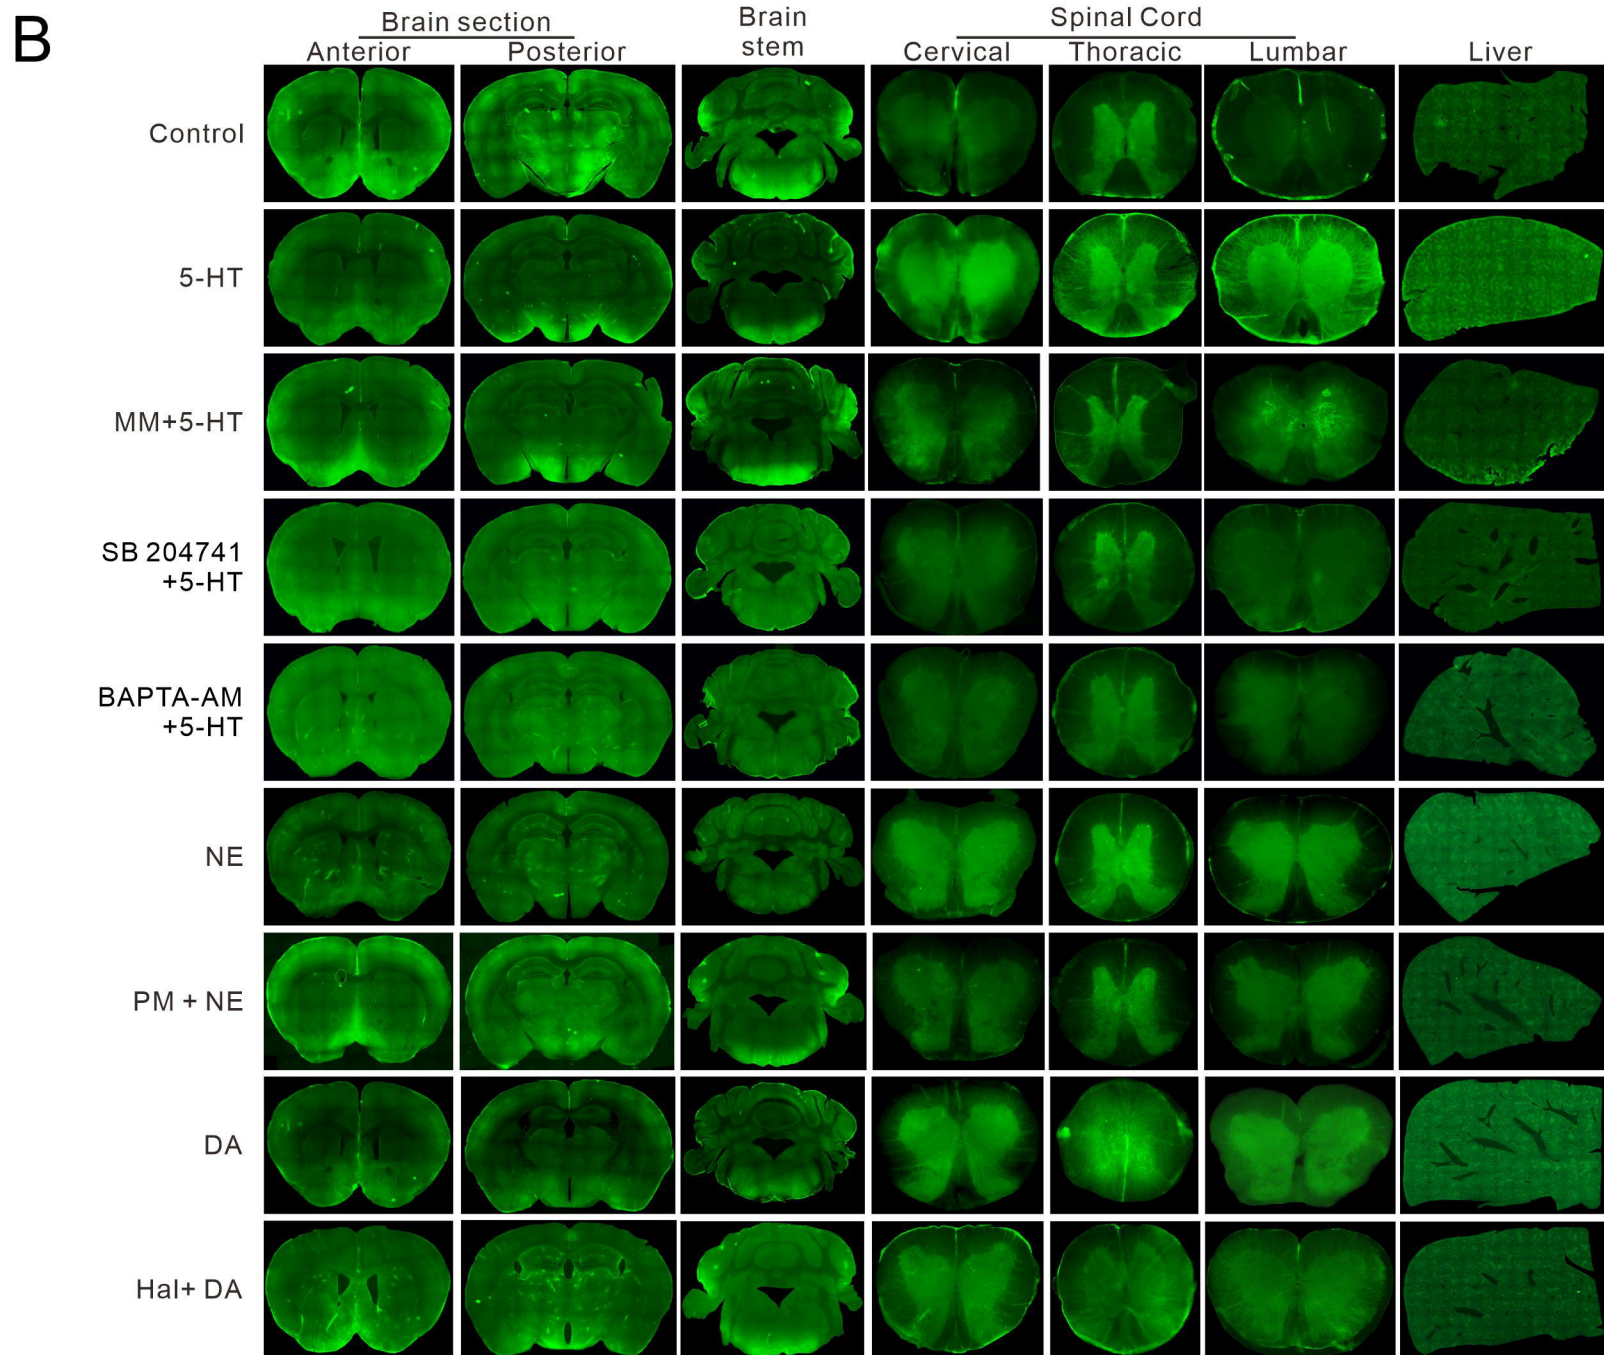 B
Brain section
Brain
stem
Spinal Cord
Anterior
Posterior
Cervical
Thoracic
Lumbar
Liver
Control
5-HT
MM+5-HT
SB 204741
+5-HT
BAPTA-AM
+5-HT
NE
PM + NE
DA
Hal+ DA